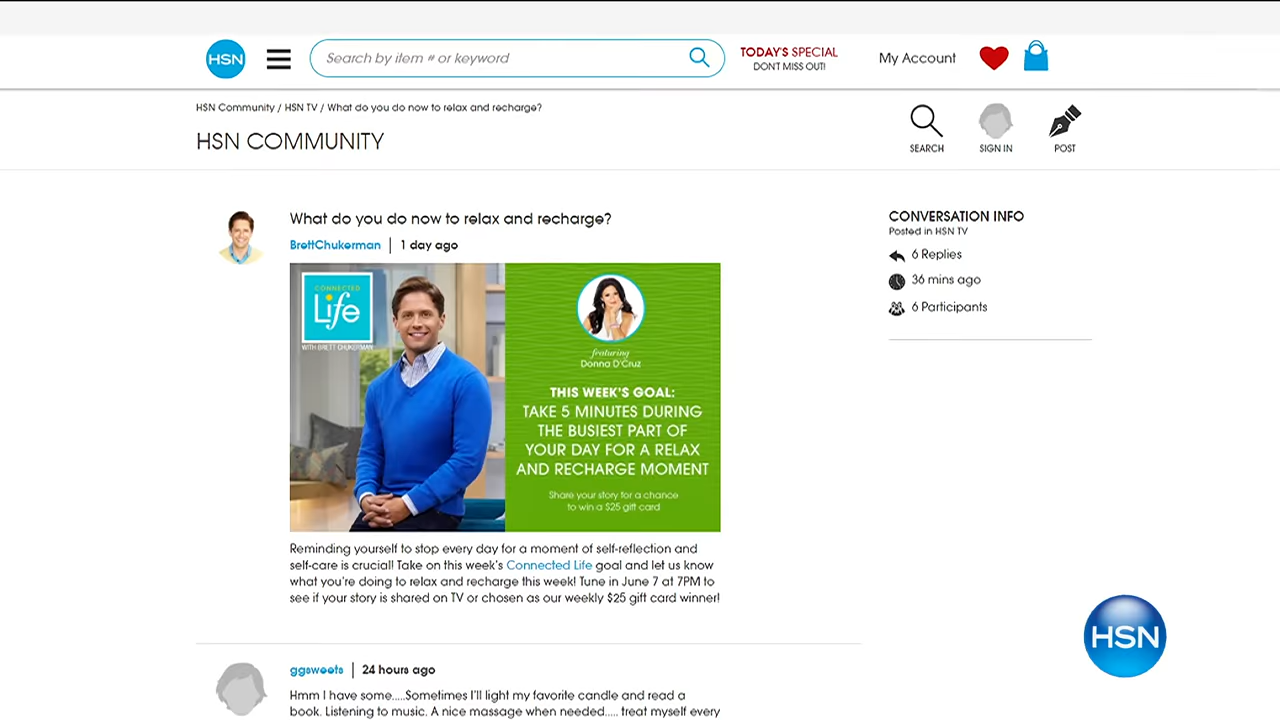 HSN
Search by item # or keyword
TODAY'S SPECIAL
DON'T MISS OUT!
My Account
HSN Community / HSN TV / What do you do now to relax and recharge?
HSN COMMUNITY
SEARCH
SIGN IN
POST
What do you do now to relax and recharge?
BrettChukerman | 1 day ago
CONNECTED
Life
WITH BRETT CHUKERMAN
featuring
Donna D'Cruz
THIS WEEK'S GOAL:
TAKE 5 MINUTES DURING
THE BUSIEST PART OF
YOUR DAY FOR A RELAX
AND RECHARGE MOMENT
Share your story for a chance
to win a $25 gift card
Reminding yourself to stop every day for a moment of self-reflection and
self-care is crucial! Take on this week's Connected Life goal and let us know
what you're doing to relax and recharge this week! Tune in June 7 at 7PM to
see if your story is shared on TV or chosen as our weekly $25 gift card winner!
CONVERSATION INFO
Posted in HSN TV
6 Replies
36 mins ago
6 Participants
ggsweets | 24 hours ago
Hmm I have some.....Sometimes I'll light my favorite candle and read a
book. Listening to music. A nice massage when needed..... treat myself every
HSN